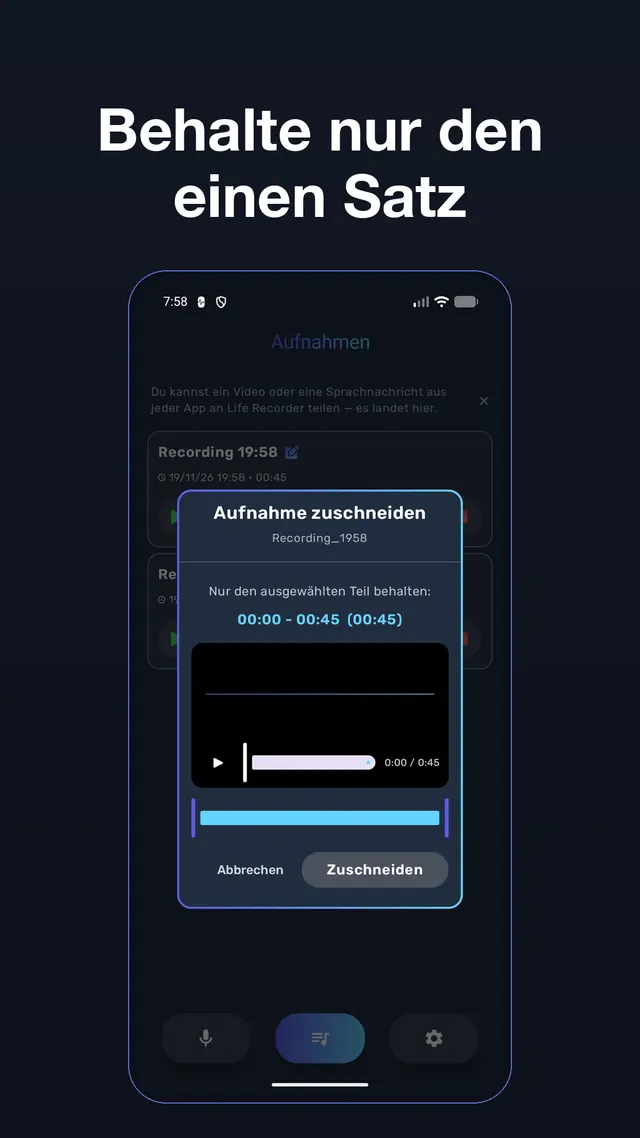 Behalte nur den
einen Satz
7:58
Aufnahmen
Du kannst ein Video oder eine Sprachnachricht aus
jeder App an Life Recorder teilen — es landet hier.
Recording 19:58
19/11/26 19:58 • 00:45
Aufnahme zuschneiden
Recording_1958
Re
19
Nur den ausgewählten Teil behalten:
00:00 - 00:45 (00:45)
0:00 / 0:45
Abbrechen
Zuschneiden